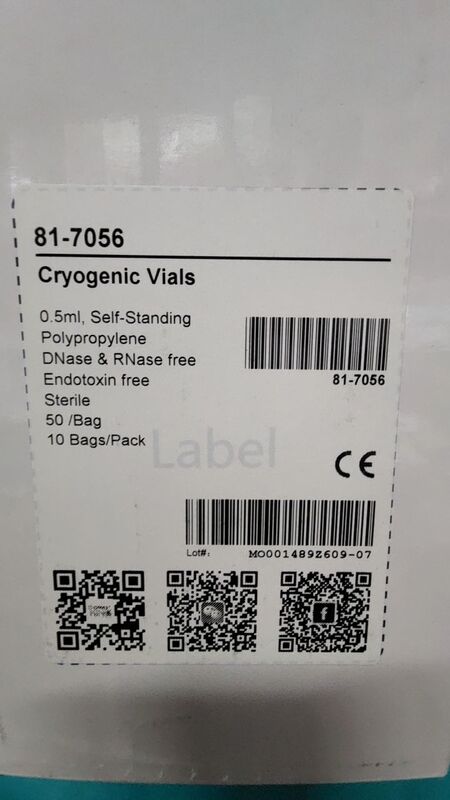 81-7056
Cryogenic Vials
0.5ml, Self-Standing
Polypropylene
DNase & RNase free
Endotoxin free
Sterile
50 /Bag
10 Bags/Pack
81-7056
Label
CE
Lot#: MO001489Z609-07